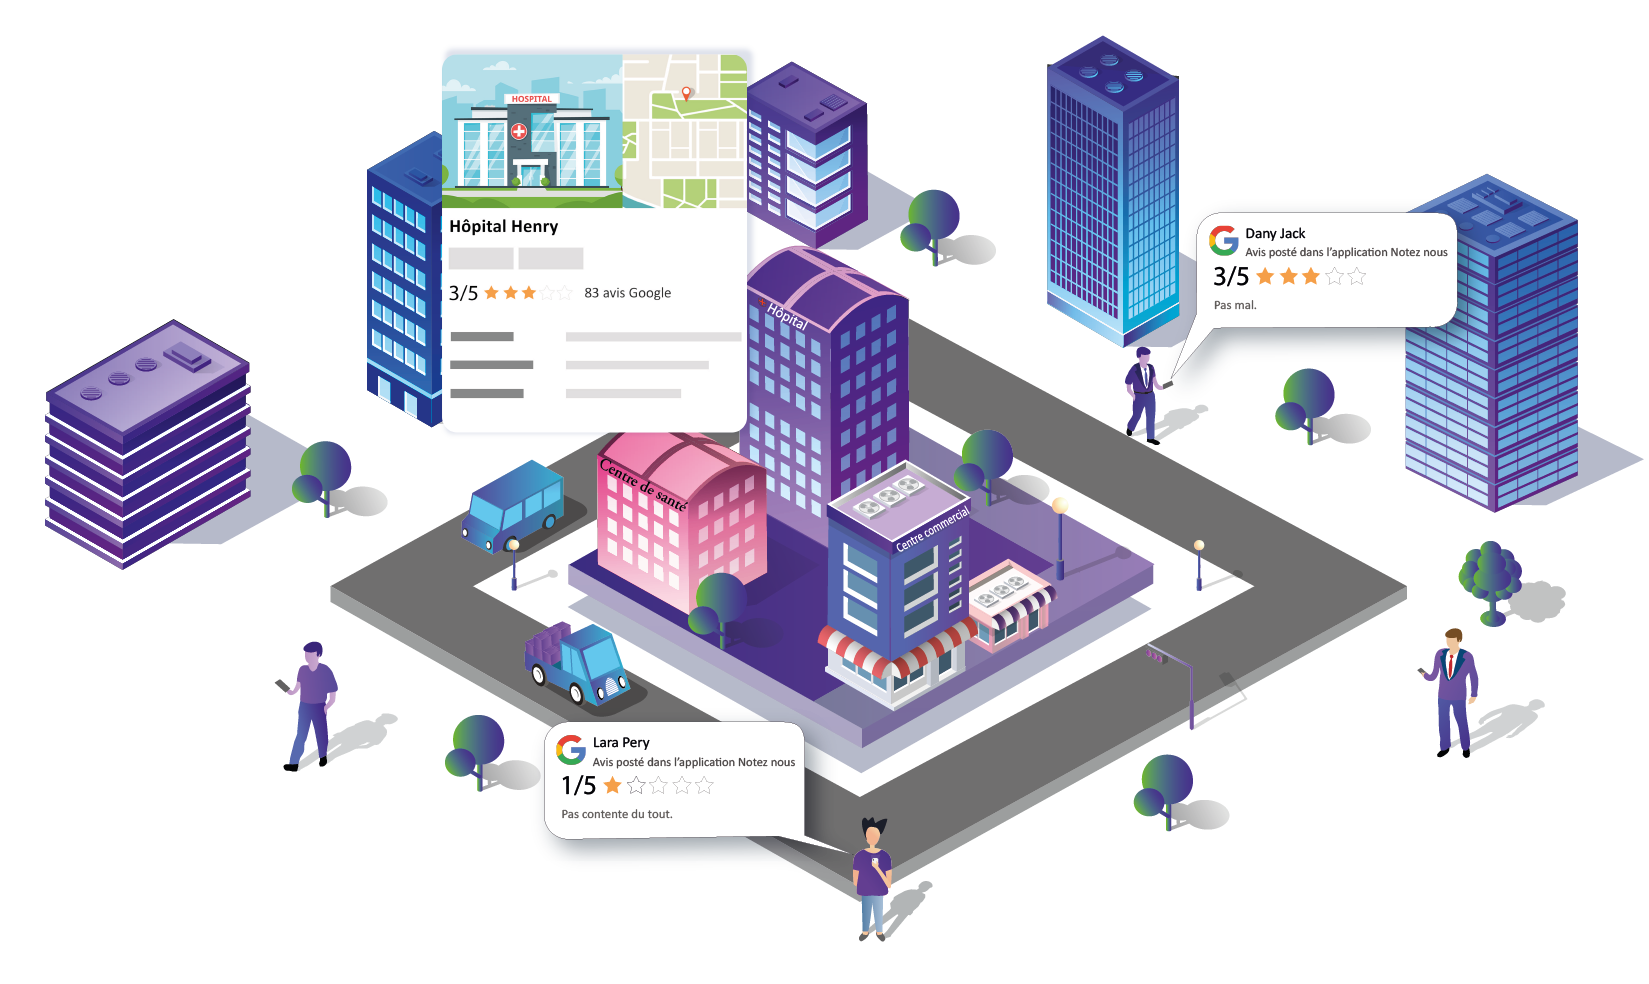 HOSPITAL
Hôpital Henry
3/5 83 avis Google
Hôpital
Centre de santé
Centre commercial
Dany Jack
Avis posté dans l'application Notez nous
3/5
Pas mal.
Lara Pery
Avis posté dans l'application Notez nous
1/5
Pas contente du tout.